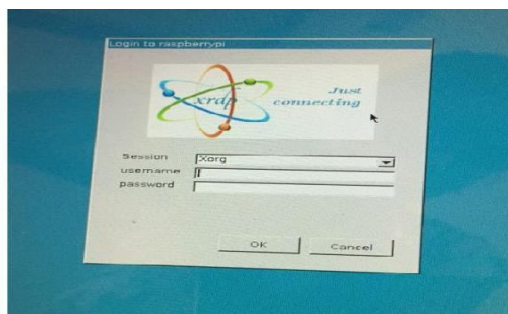 Login to raspberrypi
xrdp
Just
connecting
Session
Xorg
username
password
OK
Cancel